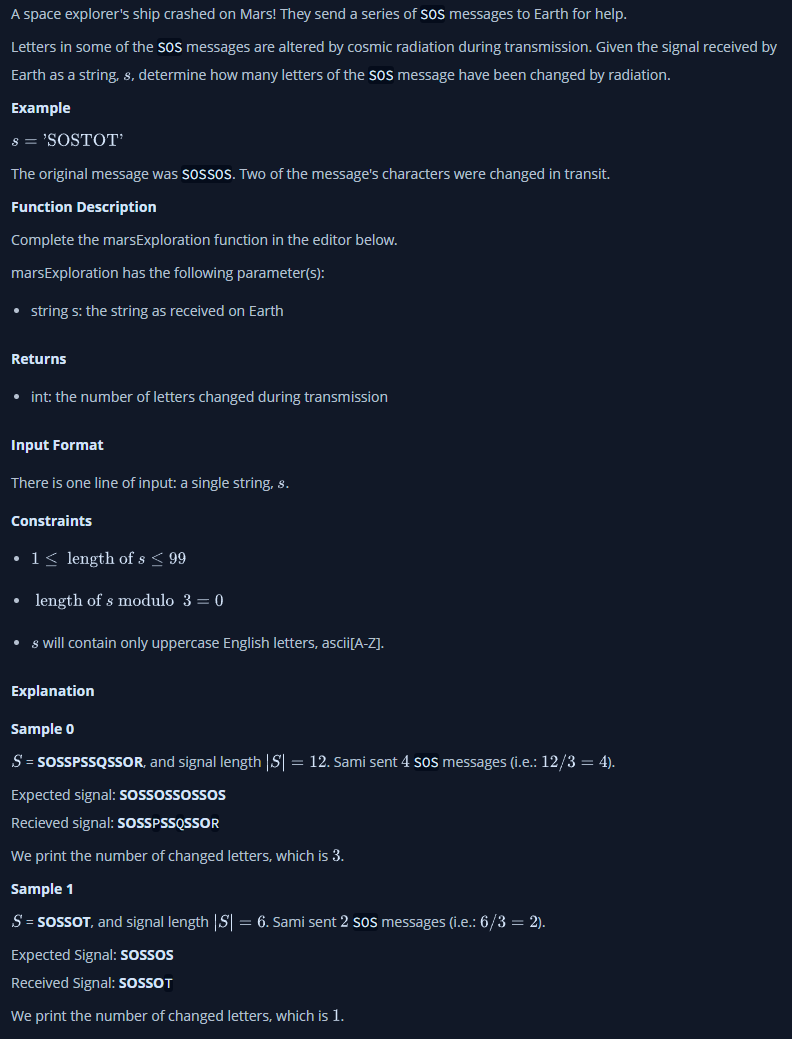 A space explorer's ship crashed on Mars! They send a series of SOS messages to Earth for help.
Letters in some of the SOS messages are altered by cosmic radiation during transmission. Given the signal received by
Earth as a string, s, determine how many letters of the SOS message have been changed by radiation.
Example
s = 'SOSTOT'
The original message was SOSSOS. Two of the message's characters were changed in transit.
Function Description
Complete the marsExploration function in the editor below.
marsExploration has the following parameter(s):
• string s: the string as received on Earth
Returns
• int: the number of letters changed during transmission
Input Format
There is one line of input: a single string, s.
Constraints
• 1 ≤ length of s ≤ 99
• length of s modulo 3 = 0
• s will contain only uppercase English letters, ascii[A-Z].
Explanation
Sample 0
S = SOSSPSSQSSOR, and signal length |S| = 12. Sami sent 4 SOS messages (i.e.: 12/3 = 4).
Expected signal: SOSSOSSOSSOS
Recieved signal: SOSSPSSQSSOR
We print the number of changed letters, which is 3.
Sample 1
S = SOSSOT, and signal length |S| = 6. Sami sent 2 SOS messages (i.e.: 6/3 = 2).
Expected Signal: SOSSOS
Received Signal: SOSSOT
We print the number of changed letters, which is 1.